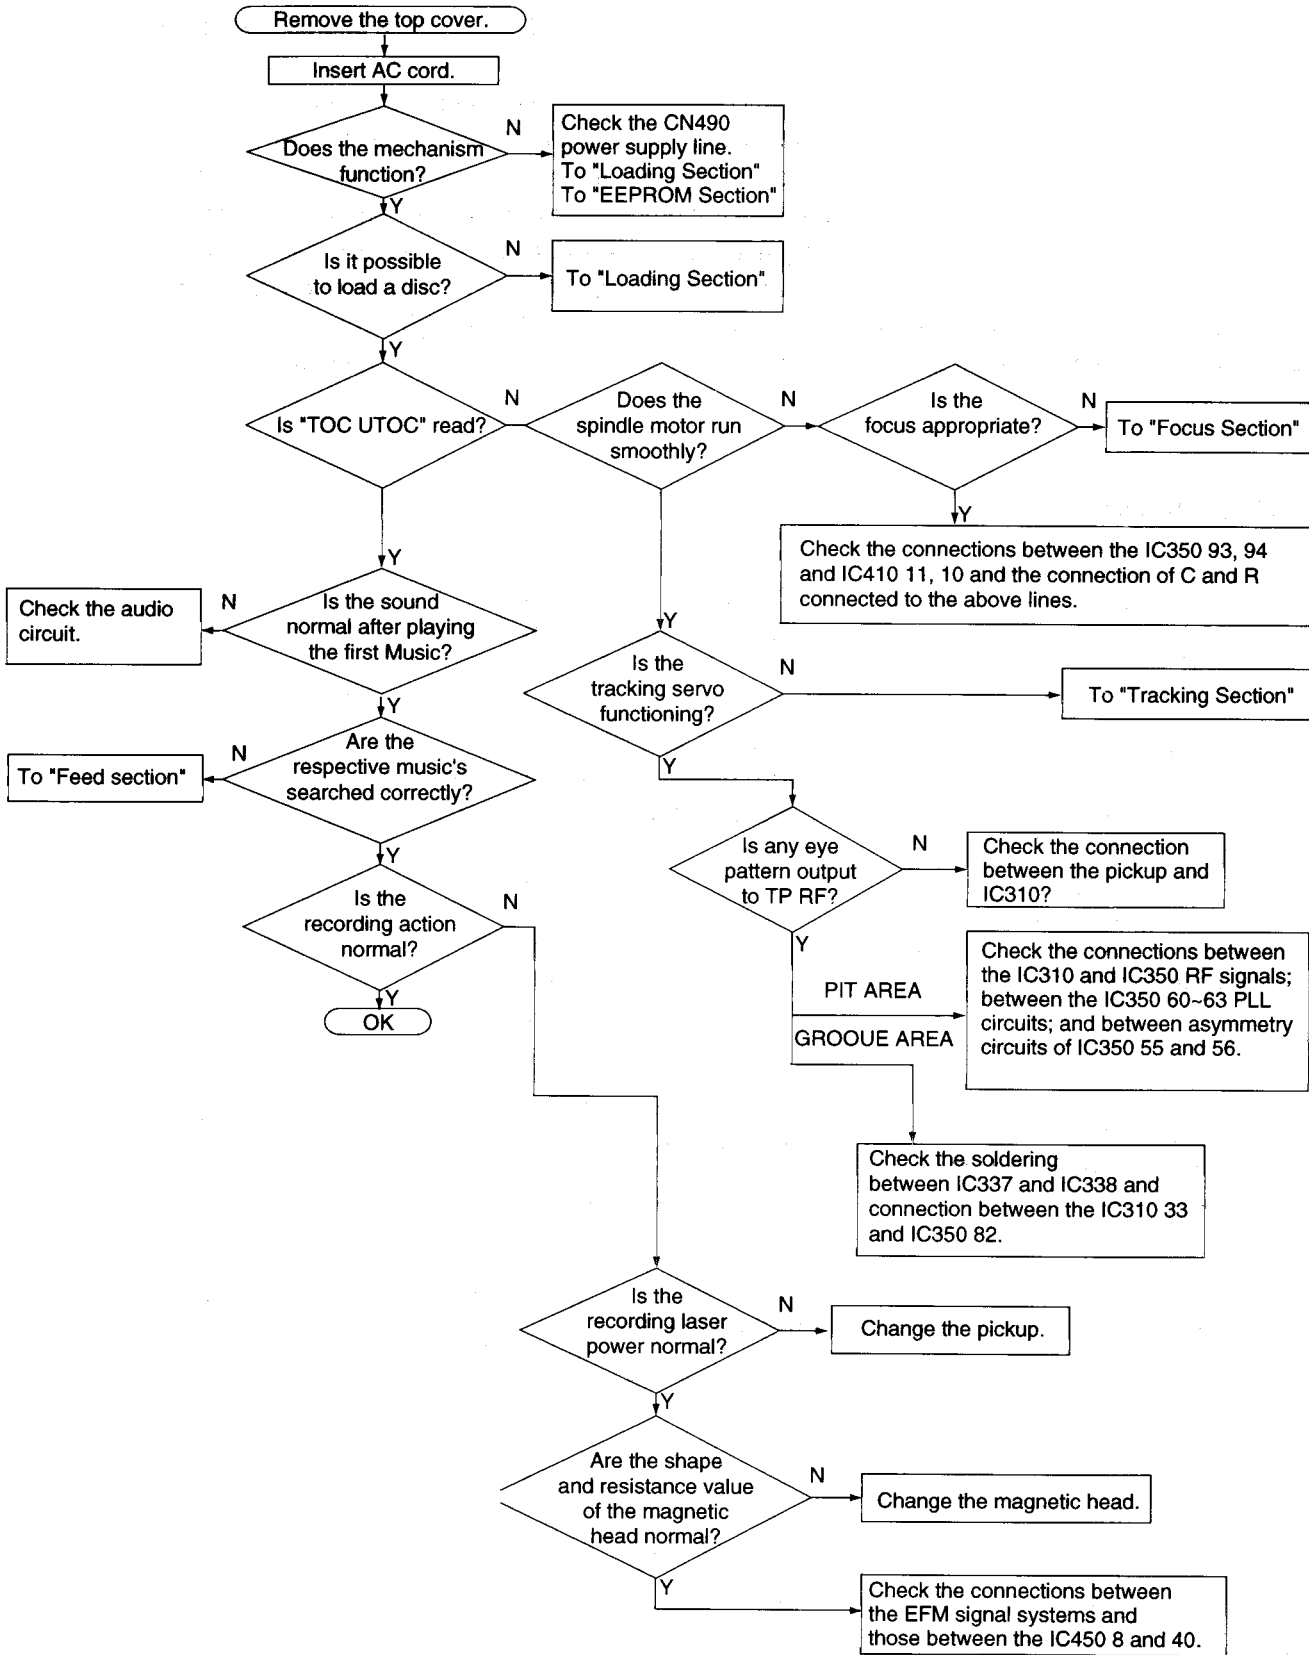 Remove the top cover.
Insert AC cord.
Does the mechanism
function?
N
Check the CN490
power supply line.
To "Loading Section"
To "EEPROM Section"
Y
Is it possible
to load a disc?
N
To "Loading Section"
Y
Is "TOC UTOC" read?
N
Does the
spindle motor run
smoothly?
N
Is the
focus appropriate?
N
To "Focus Section"
Y
Check the connections between the IC350 93, 94
and IC410 11, 10 and the connection of C and R
connected to the above lines.
Y
Is the sound
normal after playing
the first Music?
N
Check the audio
circuit.
Y
Is the
tracking servo
functioning?
N
To "Tracking Section"
Y
Are the
respective music's
searched correctly?
N
To "Feed section"
Y
Is any eye
pattern output
to TP RF?
N
Check the connection
between the pickup and
IC310?
Y
Is the
recording action
normal?
N
Y
OK
Y
PIT AREA
Check the connections between
the IC310 and IC350 RF signals;
between the IC350 60~63 PLL
circuits; and between asymmetry
circuits of IC350 55 and 56.
GROOUE AREA
Check the soldering
between IC337 and IC338 and
connection between the IC310 33
and IC350 82.
Is the
recording laser
power normal?
N
Change the pickup.
Y
Are the shape
and resistance value
of the magnetic
head normal?
N
Change the magnetic head.
Y
Check the connections between
the EFM signal systems and
those between the IC450 8 and 40.